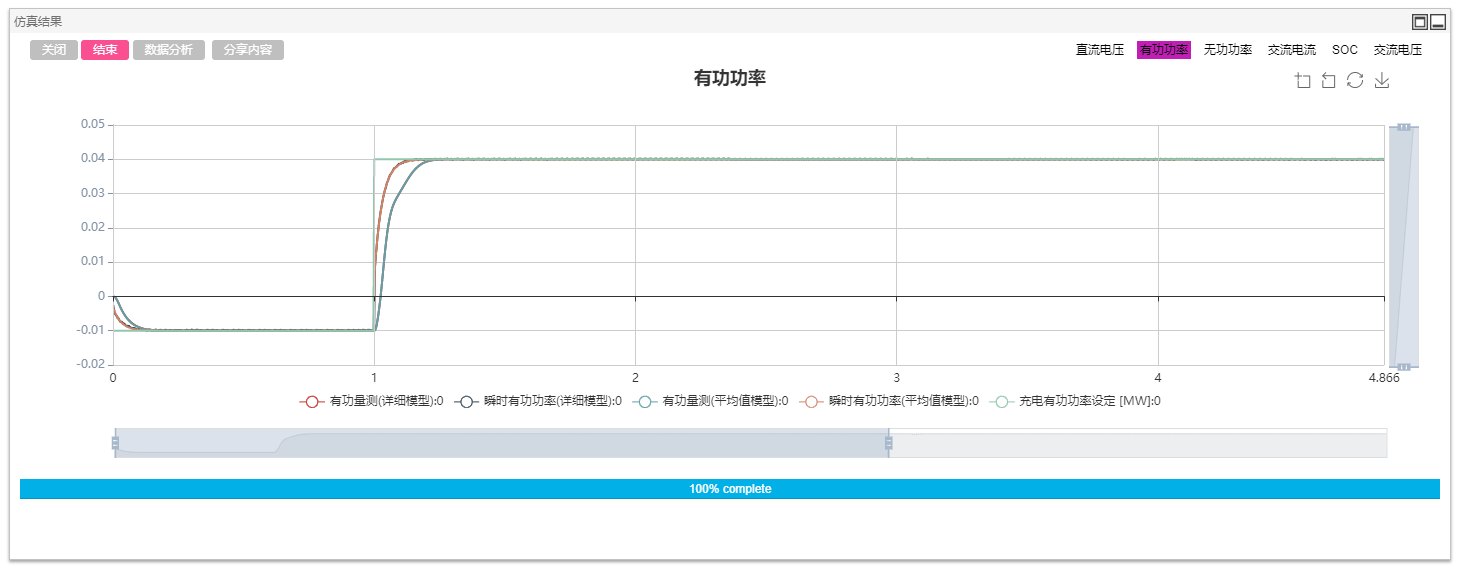 仿真结果
关闭 结束 数据分析 分享内容 直流电压 有功功率 无功功率 交流电流 SOC 交流电压
有功功率
0.05
0.04
0.03
0.02
0.01
0
-0.01
-0.02
0 1 2 3 4 4.866
有功量测(详细模型):0 瞬时有功功率(详细模型):0 有功量测(平均值模型):0 瞬时有功功率(平均值模型):0 充电有功功率设定 [MW]:0
100% complete